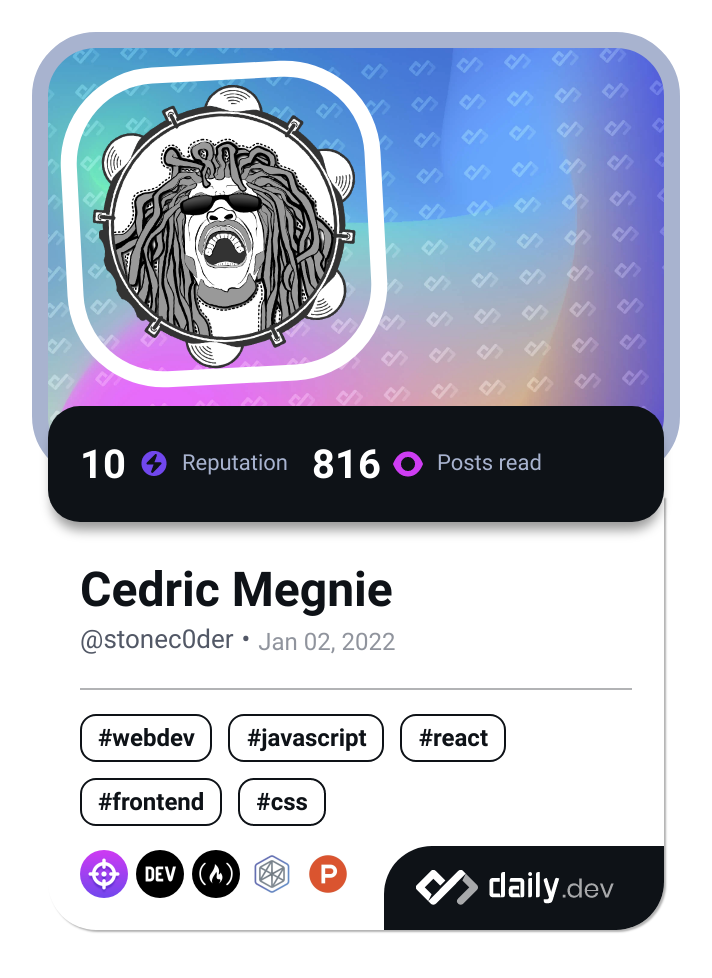 10 Reputation 816 Posts read
Cedric Megnie
@stonec0der • Jan 02, 2022
#webdev #javascript #react
#frontend #css
DEV P daily.dev